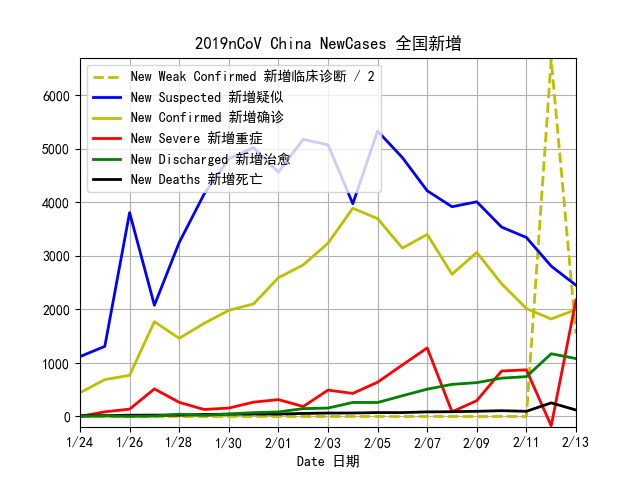 2019nCoV China NewCases 全国新增
New Weak Confirmed 新增临床诊断 / 2
New Suspected 新增疑似
New Confirmed 新增确诊
New Severe 新增重症
New Discharged 新增治愈
New Deaths 新增死亡
6000
5000
4000
3000
2000
1000
0
1/24 1/26 1/28 1/30 2/01 2/03 2/05 2/07 2/09 2/11 2/13
Date 日期